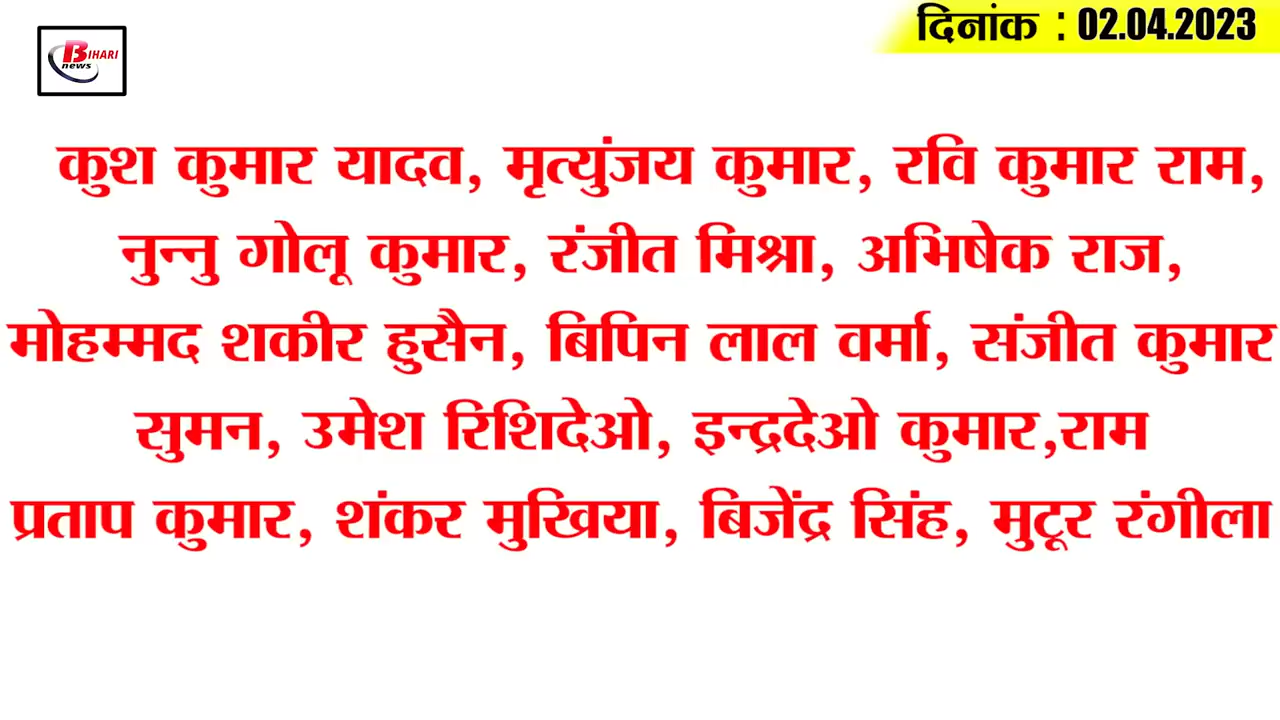 BIHARI
news
दिनांक : 02.04.2023
कुश कुमार यादव, मृत्युंजय कुमार, रवि कुमार राम,
नुन्नु गोलू कुमार, रंजीत मिश्रा, अभिषेक राज,
मोहम्मद शकीर हुसैन, बिपिन लाल वर्मा, संजीत कुमार
सुमन, उमेश रिशिदेओ, इन्द्रदेओ कुमार,राम
प्रताप कुमार, शंकर मुखिया, बिजेंद्र सिंह, मुटूर रंगीला